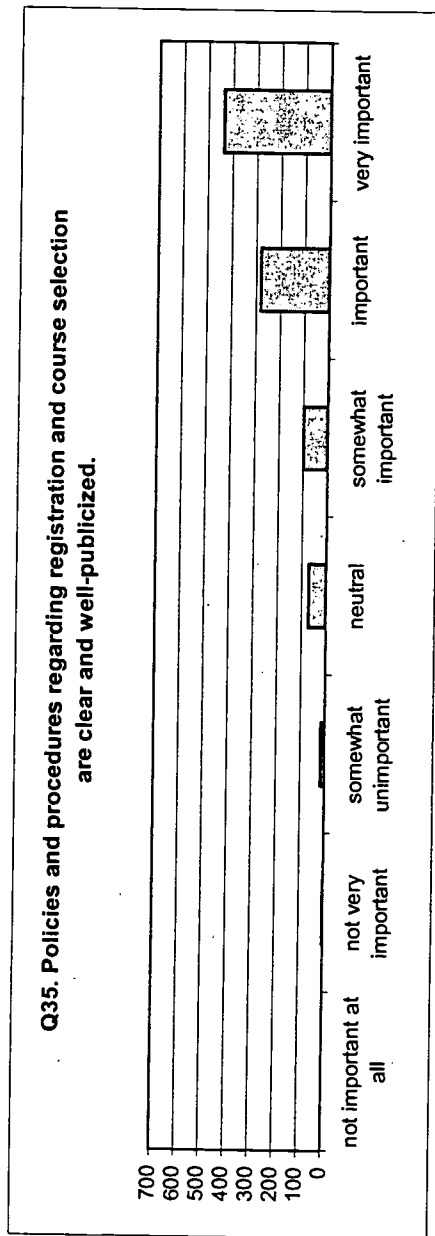 Q35. Policies and procedures regarding registration and course selection
are clear and well-publicized.
700
600
500
400
300
200
100
0
not important at
all
not very
important
somewhat
unimportant
neutral
somewhat
important
important
very important